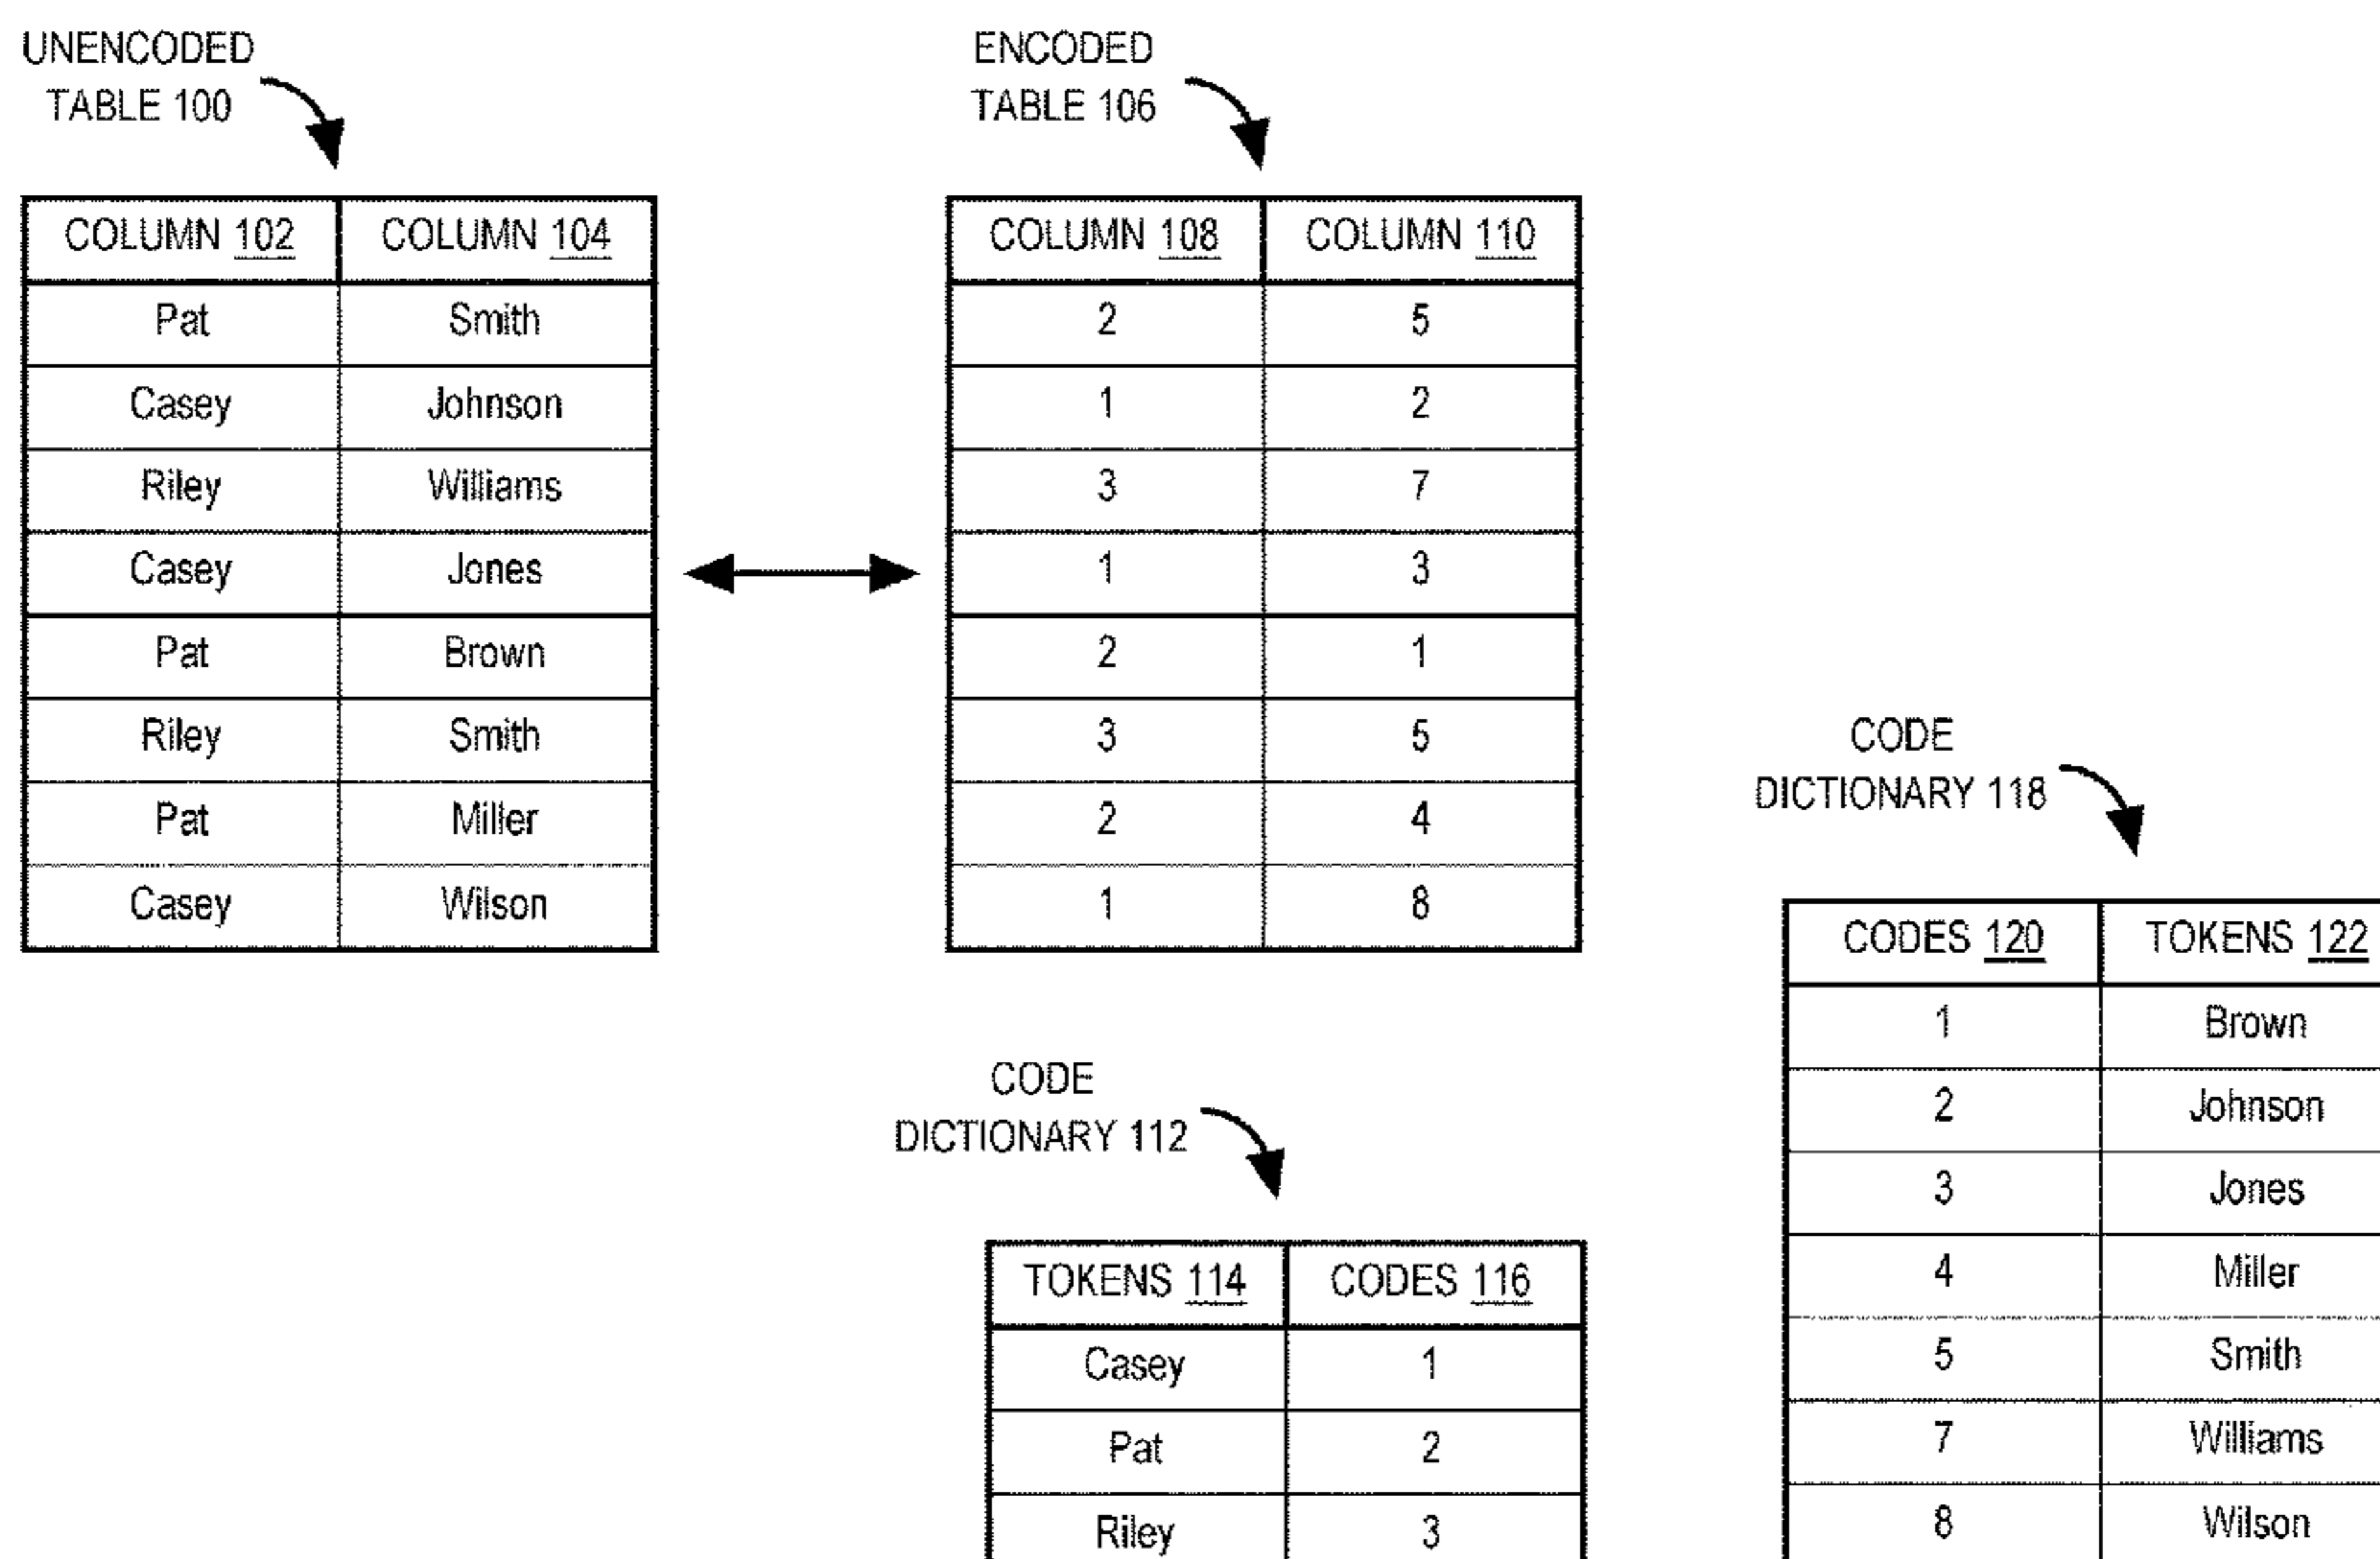 UNENCODED
TABLE 100
COLUMN 102 COLUMN 104
Pat Smith
Casey Johnson
Riley Williams
Casey Jones
Pat Brown
Riley Smith
Pat Miller
Casey Wilson
ENCODED
TABLE 106
COLUMN 108 COLUMN 110
2 5
1 2
3 7
1 3
2 1
3 5
2 4
1 8
CODE
DICTIONARY 112
TOKENS 114 CODES 116
Casey 1
Pat 2
Riley 3
CODE
DICTIONARY 118
CODES 120 TOKENS 122
1 Brown
2 Johnson
3 Jones
4 Miller
5 Smith
7 Williams
8 Wilson